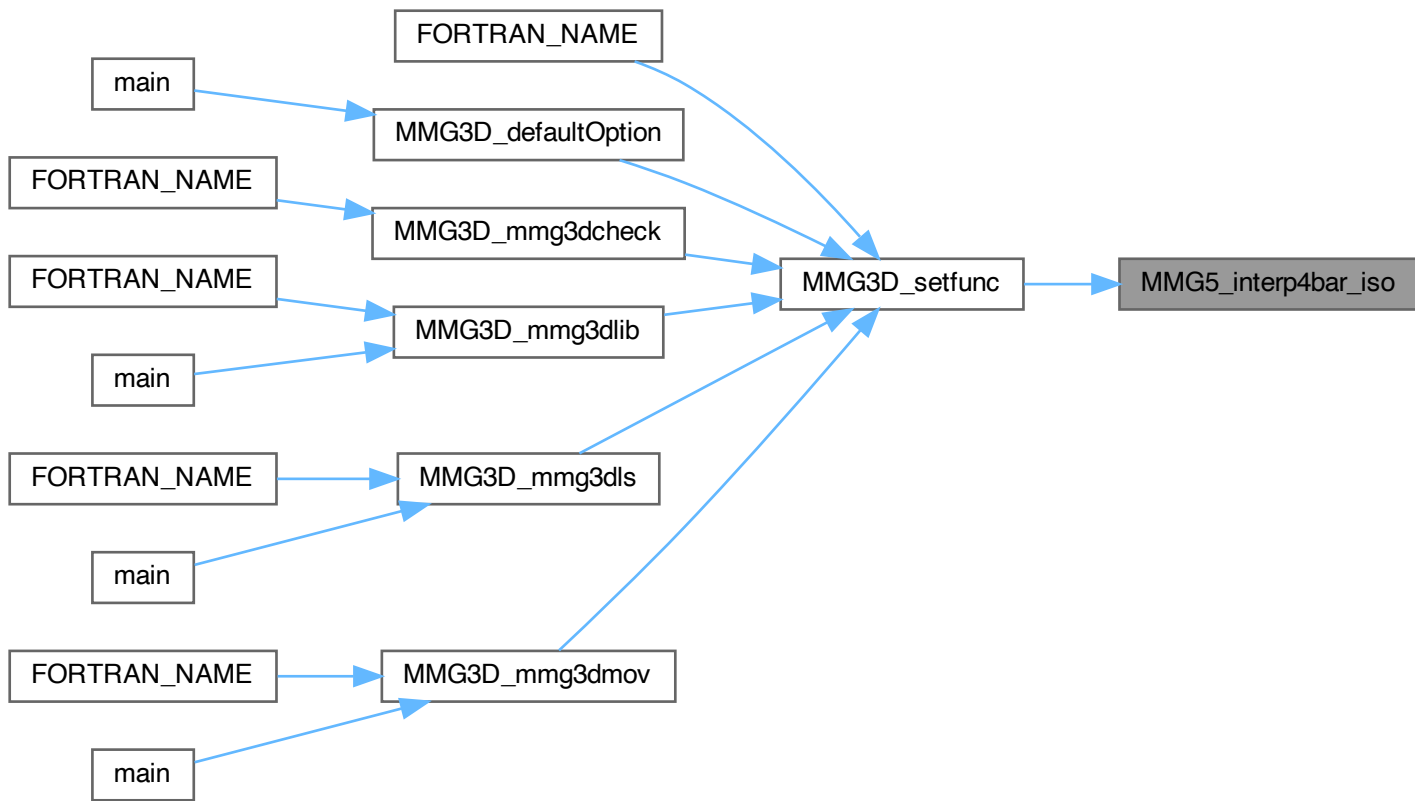 FORTRAN_NAME
main
MMG3D_defaultOption
FORTRAN_NAME
MMG3D_mmg3dcheck
FORTRAN_NAME
MMG3D_setfunc
MMG5_interp4bar_iso
MMG3D_mmg3dlib
main
FORTRAN_NAME
MMG3D_mmg3dls
main
FORTRAN_NAME
MMG3D_mmg3dmov
main